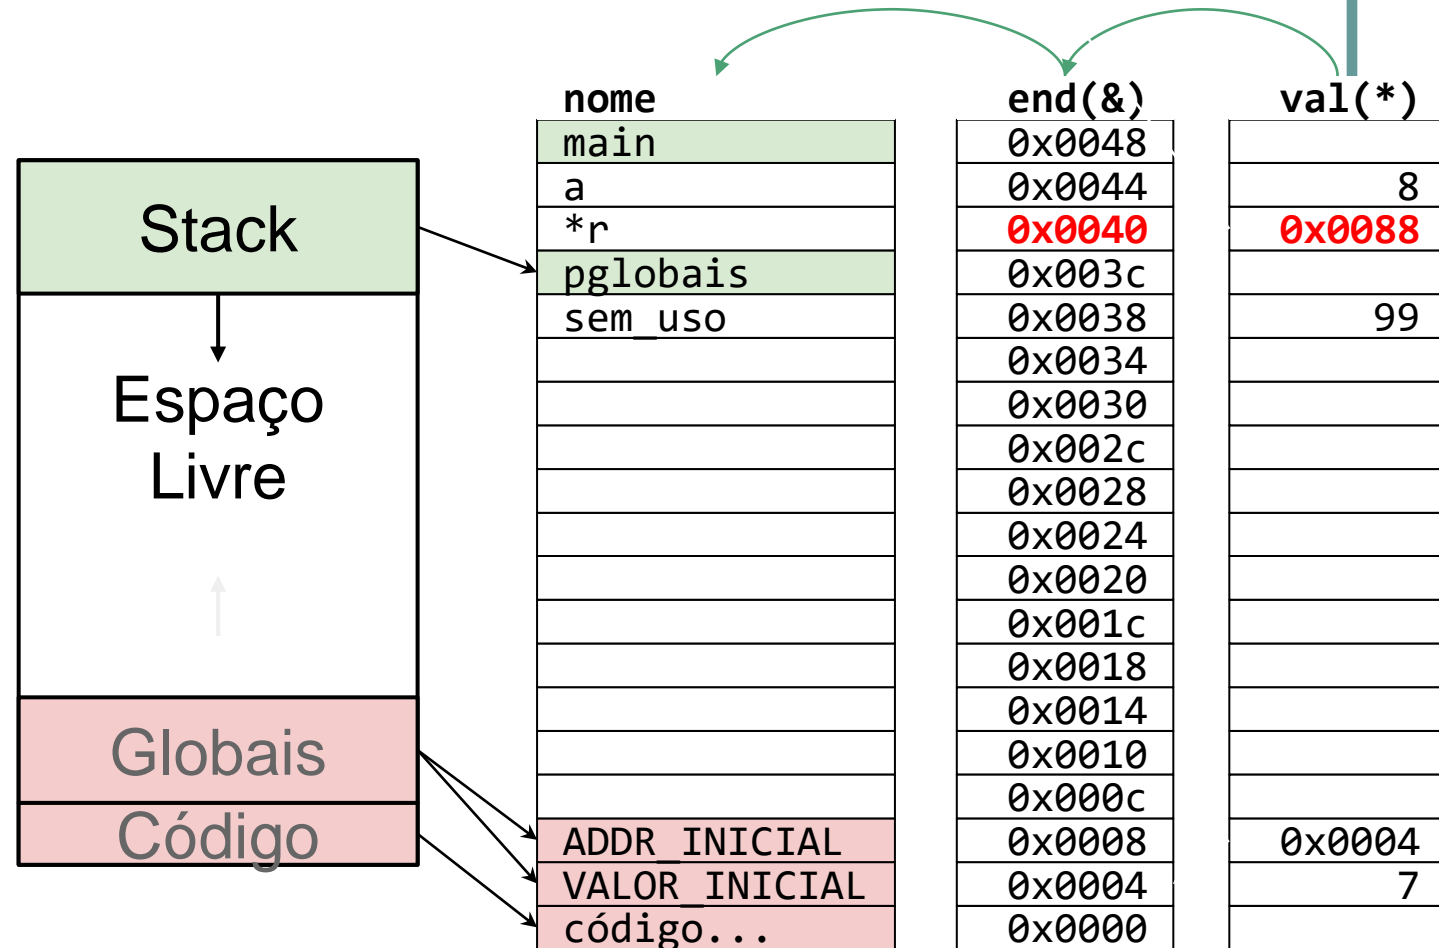 nome end(&) val(*)
main 0x0048
a 0x0044 8
*r 0x0040 0x0088
pglobais 0x003c
sem_uso 0x0038 99
0x0034
0x0030
0x002c
0x0028
0x0024
0x0020
0x001c
0x0018
0x0014
0x0010
0x000c
ADDR_INICIAL 0x0008 0x0004
VALOR_INICIAL 0x0004 7
código... 0x0000
Stack
Espaço
Livre
Globais
Código